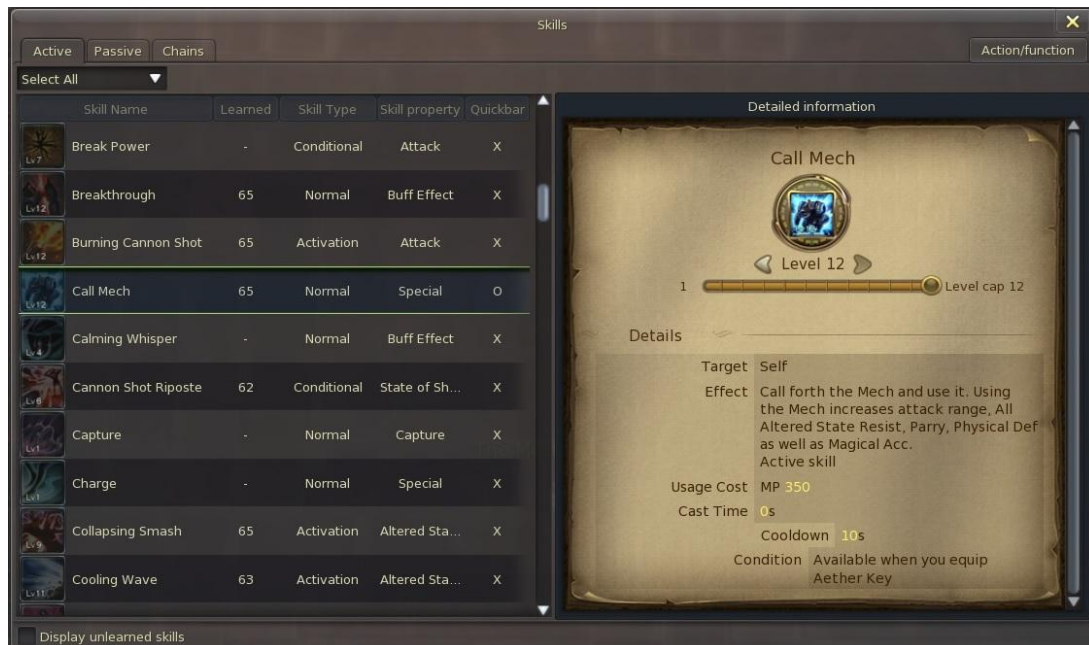 Skills
Active Passive Chains Action/function
Select All
Skill Name Learned Skill Type Skill property Quickbar
Lv7 Break Power - Conditional Attack X
Lv12 Breakthrough 65 Normal Buff Effect X
Lv12 Burning Cannon Shot 65 Activation Attack X
Lv12 Call Mech 65 Normal Special O
Lv4 Calming Whisper - Normal Buff Effect X
Cannon Shot Riposte 62 Conditional State of Sh... X
Lv1 Capture - Normal Capture X
Lv1 Charge - Normal Special X
Lv9 Collapsing Smash 65 Activation Altered Sta... X
Lv11 Cooling Wave 63 Activation Altered Sta... X
Display unlearned skills
Detailed information
Call Mech
Level 12
1 Level cap 12
Details
Target Self
Effect Call forth the Mech and use it. Using
the Mech increases attack range, All
Altered State Resist, Parry, Physical Def
as well as Magical Acc.
Active skill
Usage Cost MP 350
Cast Time 0s
Cooldown 10s
Condition Available when you equip
Aether Key